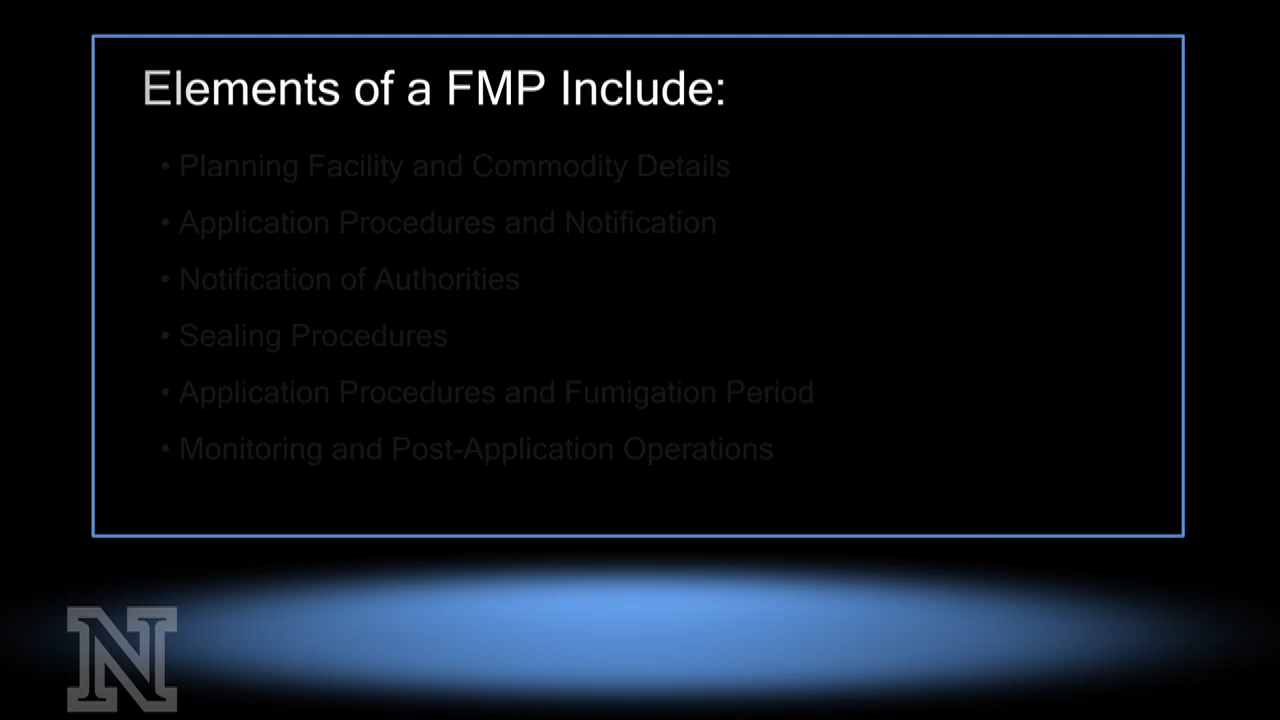 Elements of a FMP Include:
• Planning Facility and Commodity Details
• Application Procedures and Notification
• Notification of Authorities
• Sealing Procedures
• Application Procedures and Fumigation Period
• Monitoring and Post-Application Operations
N